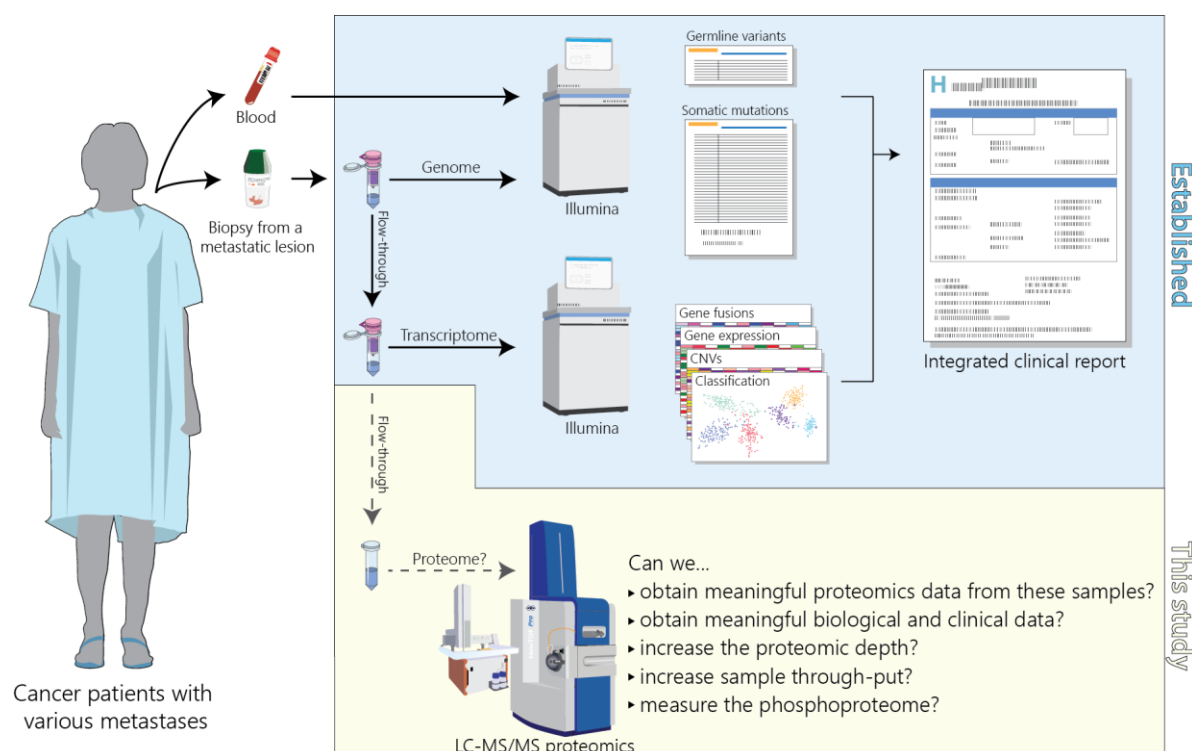 Blood
Biopsy from a
metastatic lesion
Cancer patients with
various metastases
Genome
Flow-through
Transcriptome
Flow-through
Proteome?
Illumina
Illumina
Germline variants
Somatic mutations
Gene fusions
Gene expression
CNVs
Classification
H
Integrated clinical report
Established
This study
LC-MS/MS proteomics
Can we...
▸ obtain meaningful proteomics data from these samples?
▸ obtain meaningful biological and clinical data?
▸ increase the proteomic depth?
▸ increase sample through-put?
▸ measure the phosphoproteome?